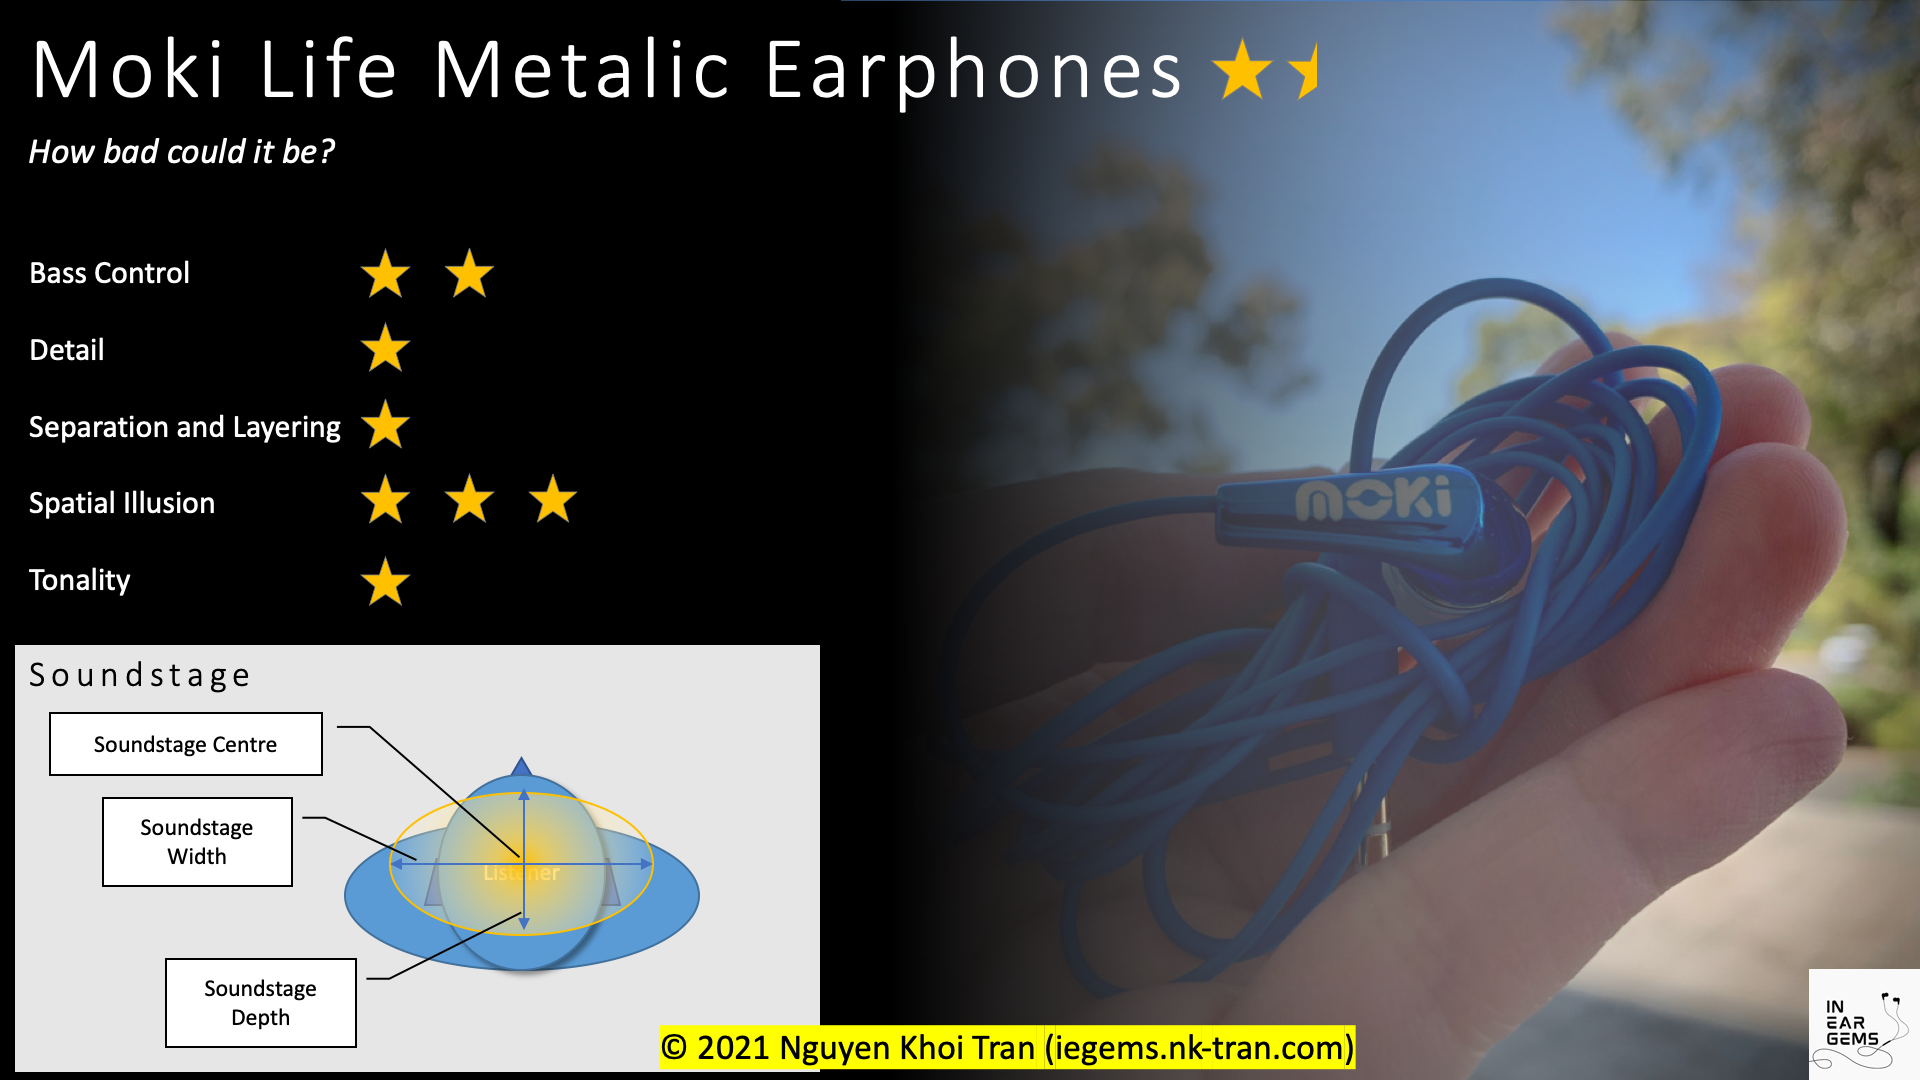 Moki Life Metalic Earphones
How bad could it be?
Bass Control
Detail
Separation and Layering
Spatial Illusion
Tonality
Soundstage
Soundstage Centre
Soundstage
Width
Listener
Soundstage
Depth
moki
© 2021 Nguyen Khoi Tran (iegems.nk-tran.com)
IN
EAR
GEMS